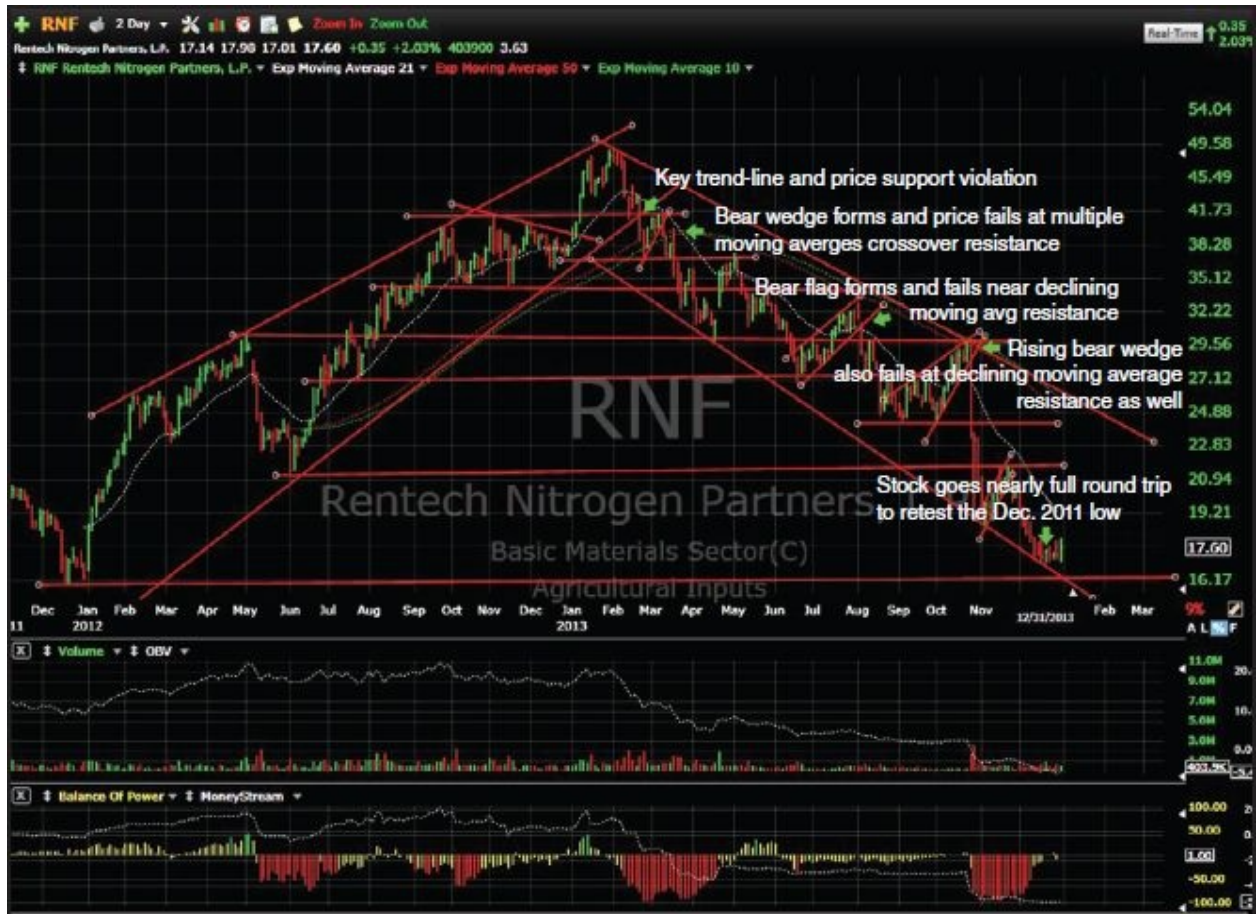 RNF 2 Day Zoom In Zoom Out
Real-Time 0.35
2.03%
Rentech Nitrogen Partners, L.P. 17.14 17.98 17.01 17.60 +0.35 +2.03% 403900 3.63
RNF Rentech Nitrogen Partners, L.P. Exp Moving Average 21 Exp Moving Average 50 Exp Moving Average 10
54.04
49.58
45.49
41.73
38.28
35.12
32.22
29.56
27.12
24.88
22.83
20.94
19.21
17.60
16.17
Key trend-line and price support violation
Bear wedge forms and price fails at multiple
moving averges crossover resistance
Bear flag forms and fails near declining
moving avg resistance
Rising bear wedge
also fails at declining moving average
resistance as well
Stock goes nearly full round trip
to retest the Dec. 2011 low
RNF
Rentech Nitrogen Partners,
Basic Materials Sector(C)
Agricultural Inputs
Dec Jan Feb Mar Apr May Jun Jul Aug Sep Oct Nov Dec Jan Feb Mar Apr May Jun Jul Aug Sep Oct Nov Feb Mar
11 2012 2013 12/31/2013
9%
A L % F
X Volume OBV
11.0M 20.
9.0M
7.0M 10.
5.0M
3.0M 0.0
403.9K
X Balance Of Power MoneyStream
100.00
50.00
1.00
-50.00
-100.00